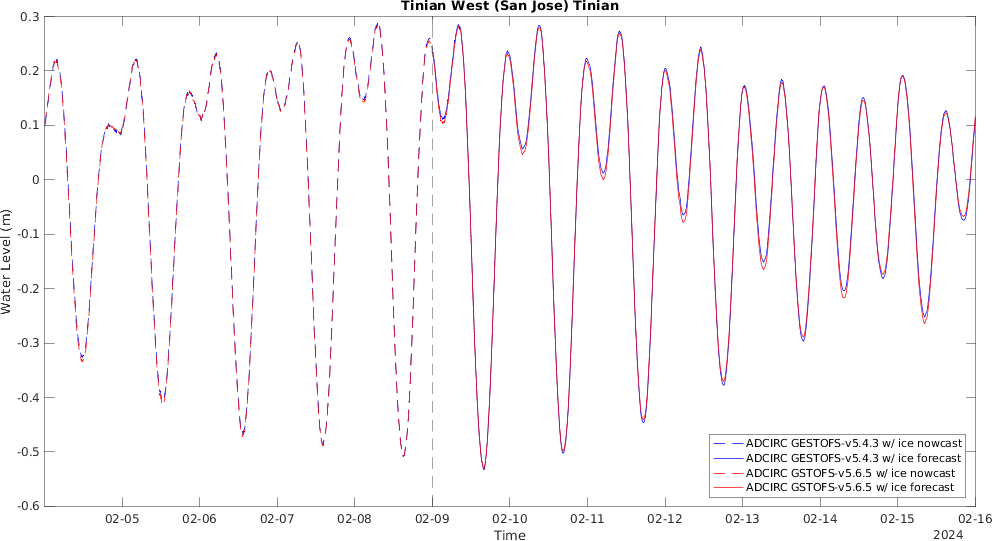 Tinian West (San Jose) Tinian
Water Level (m)
0.3
0.2
0.1
0
-0.1
-0.2
-0.3
-0.4
-0.5
-0.6
ADCIRC GESTOFS-v5.4.3 w/ ice nowcast
ADCIRC GESTOFS-v5.4.3 w/ ice forecast
ADCIRC GSTOFS-v5.6.5 w/ ice nowcast
ADCIRC GSTOFS-v5.6.5 w/ ice forecast
02-05 02-06 02-07 02-08 02-09 02-10 02-11 02-12 02-13 02-14 02-15 02-16
Time
2024